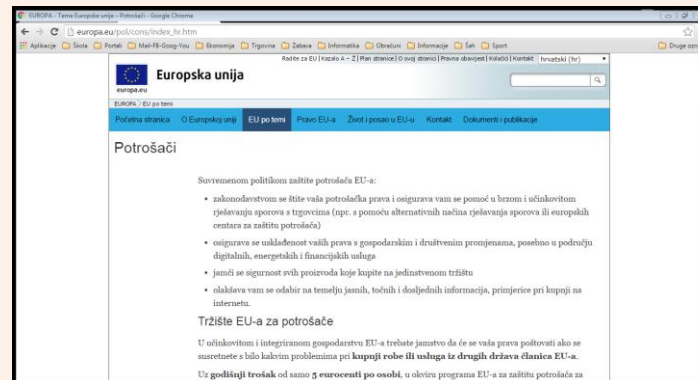 EUROPA - Teme Europske unije - Potrošači - Google Chrome
europa.eu/pol/cons/index_hr.htm
Aplikacije Škola Portali Mail-FB-Goog-You Ekonomija Trgovina Zabava Informatika Obračuni Informacije Šah Sport Druge ozn
Radite za EU | Kazalo A - Ž | Plan stranice | O ovoj stranici | Pravna obavijest | Kolačići | Kontakt hrvatski (hr)
Europska unija
europa.eu
EUROPA > EU po temi
Početna stranica O Europskoj uniji EU po temi Pravo EU-a Život i posao u EU-u Kontakt Dokumenti i publikacije
Potrošači
Suvremenom politikom zaštite potrošača EU-a:
• zakonodavstvom se štite vaša potrošačka prava i osigurava vam se pomoć u brzom i učinkovitom
rješavanju sporova s trgovcima (npr. s pomoću alternativnih načina rješavanja sporova ili europskih
centara za zaštitu potrošača)
• osigurava se usklađenost vaših prava s gospodarskim i društvenim promjenama, posebno u području
digitalnih, energetskih i financijskih usluga
• jamči se sigurnost svih proizvoda koje kupite na jedinstvenom tržištu
• olakšava vam se odabir na temelju jasnih, točnih i dosljednih informacija, primjerice pri kupnji na
internetu.
Tržište EU-a za potrošače
U učinkovitom i integriranom gospodarstvu EU-a trebate jamstvo da će se vaša prava poštovati ako se
susretnete s bilo kakvim problemima pri kupnji robe ili usluga iz drugih država članica EU-a.
Uz godišnji trošak od samo 5 eurocenti po osobi, u okviru programa EU-a za zaštitu potrošača za